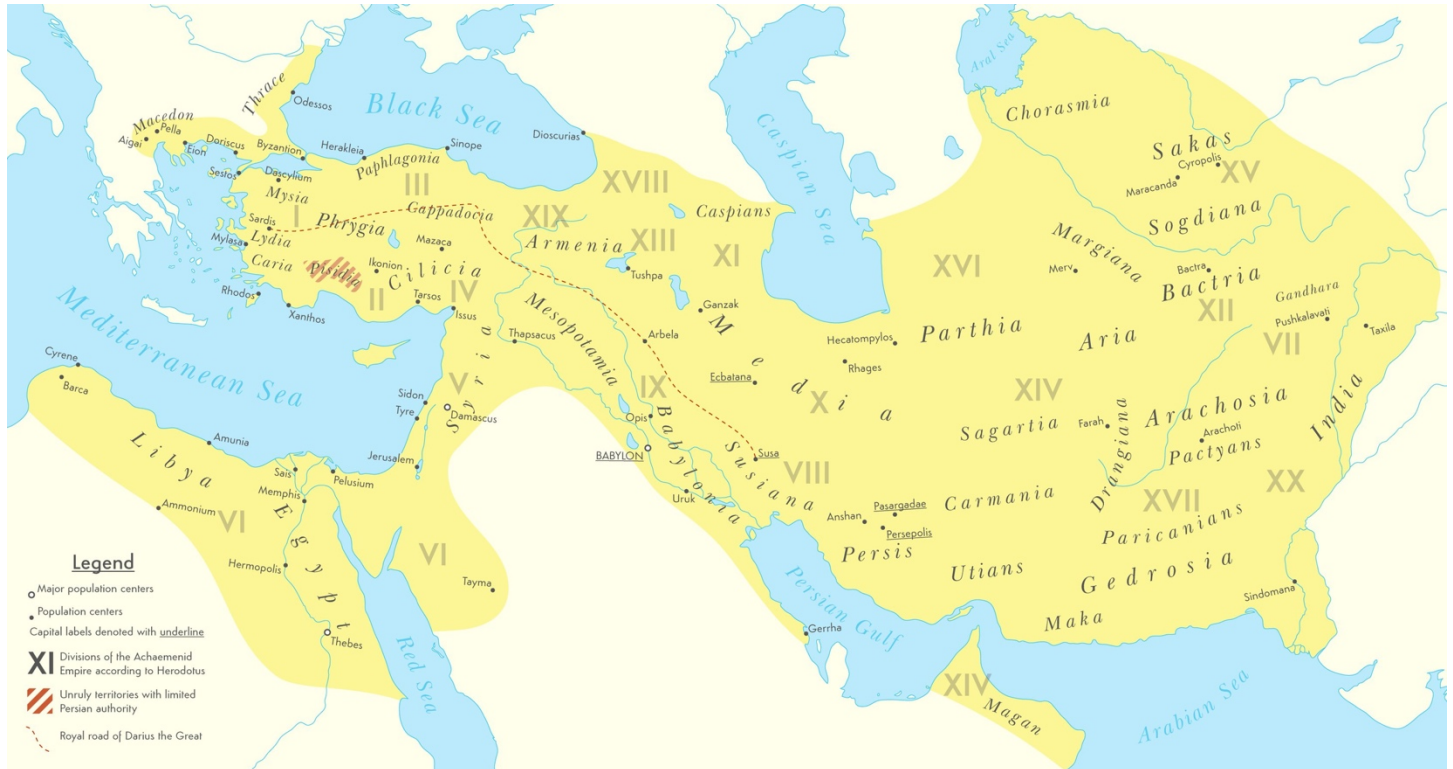 Aral Sea
Thrace
Odessos
Black Sea
Chorasmia
Macedon
Pella
Aigai
Eion
Doriscus
Byzantion
Herakleia
Sinope
Dioscurias
Caspian Sea
Sakas
Cyropolis
XV
Maracanda
Sestos
Dascylium
Paphlagonia
III
XVIII
Mysia
I
Phrygia
Cappadocia
XIX
Caspians
Sogdiana
Sardis
Lydia
Mylasa
Mazaca
Armenia
XIII
XI
XVI
Margiana
Merv
Bactra
Bactria
Caria
Pisidia
Ikonion
Cilicia
Tushpa
Gandhara
XII
Rhodos
II
IV
Tarsos
Issus
Xanthos
Mesopotamia
Ganzak
Media
Parthia
Aria
Pushkalavati
Taxila
VII
Mediterranean Sea
Thapsacus
Arbela
Hecatompylos
Rhages
Cyrene
Barca
Syria
V
Sidon
Tyre
Damascus
IX
Ecbatana
X
XIV
Arachosia
India
Opis
Babylonia
Sagartia
Farah
Drangiana
Arachoti
Pactyans
Libya
Amunia
Jerusalem
BABYLON
Susiana
Susa
VIII
Sais
Pelusium
Memphis
Uruk
Carmania
XVII
XX
Ammonium
VI
Egypt
Anshan
Pasargadae
Persepolis
Persis
Paricanians
VI
Hermopolis
Tayma
Utians
Gedrosia
Sindomana
Persian Gulf
Gerrha
Maka
Thebes
Red Sea
XIV
Magan
Arabian Sea
Legend
Major population centers
Population centers
Capital labels denoted with underline
XI Divisions of the Achaemenid
Empire according to Herodotus
Unruly territories with limited
Persian authority
Royal road of Darius the Great